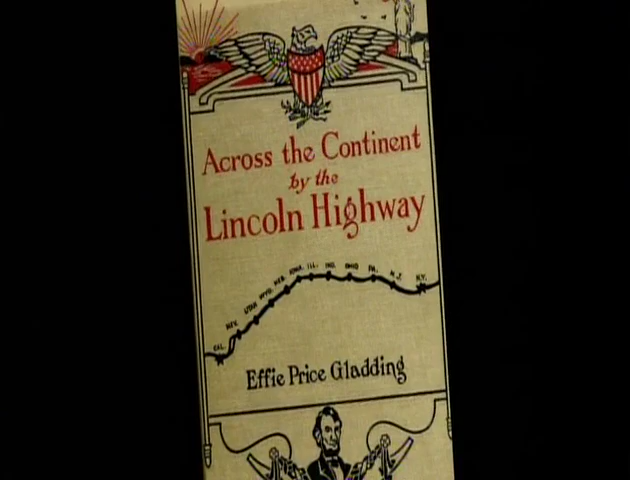 Across the Continent
by the
Lincoln Highway
CAL. NEV. UTAH WYO. NEB. IOWA ILL. IND. OHIO PA. N.J. N.Y.
Effie Price Gladding